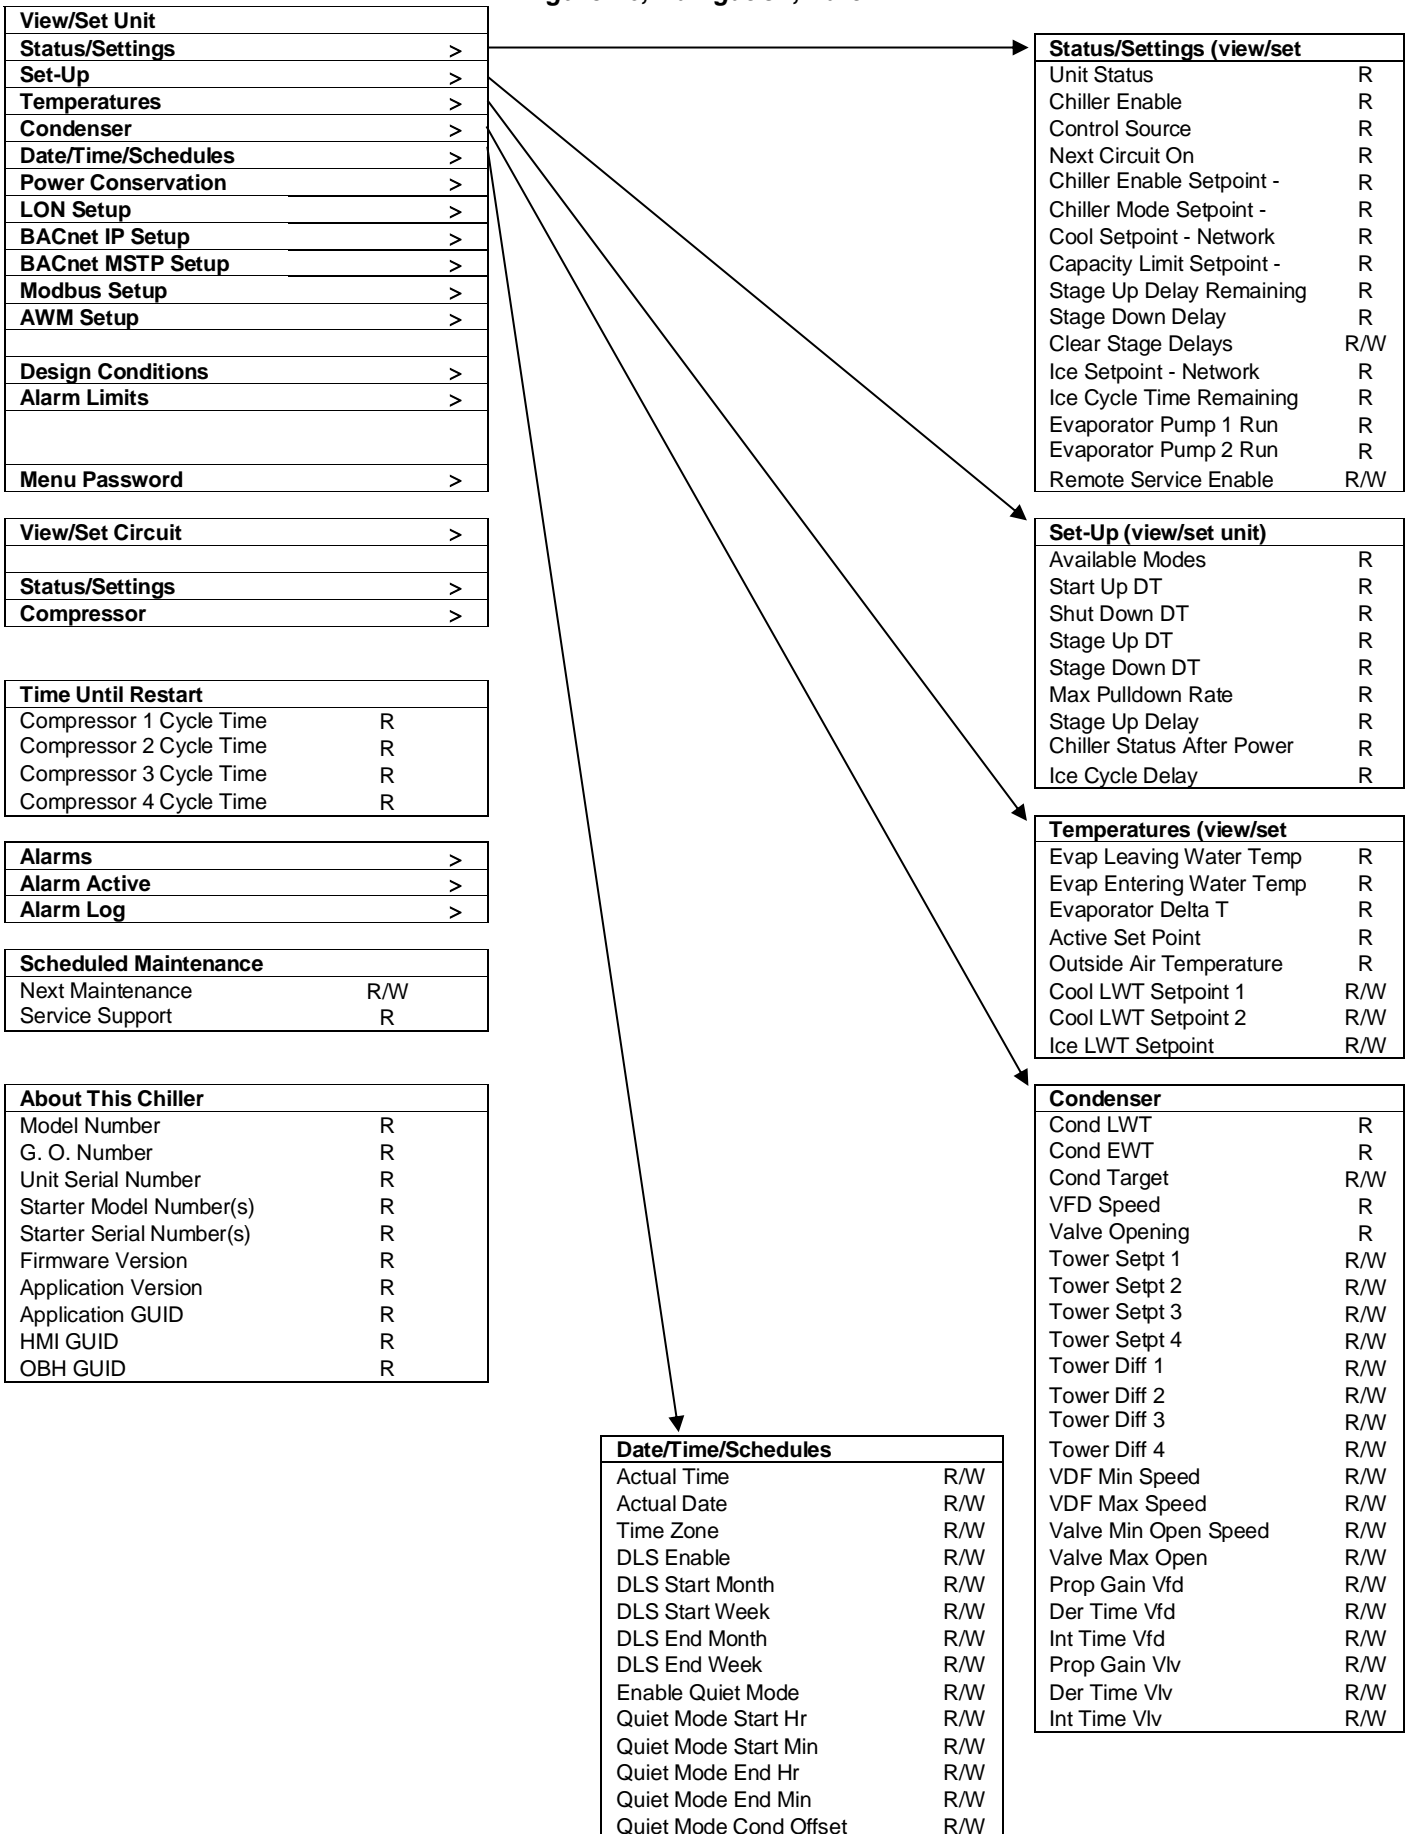 View/Set Unit
Status/Settings >
Set-Up >
Temperatures >
Condenser >
Date/Time/Schedules >
Power Conservation >
LON Setup >
BACnet IP Setup >
BACnet MSTP Setup >
Modbus Setup >
AWM Setup >
Design Conditions >
Alarm Limits >
Menu Password >
View/Set Circuit >
Status/Settings >
Compressor >
Time Until Restart
Compressor 1 Cycle Time R
Compressor 2 Cycle Time R
Compressor 3 Cycle Time R
Compressor 4 Cycle Time R
Alarms >
Alarm Active >
Alarm Log >
Scheduled Maintenance
Next Maintenance R/W
Service Support R
About This Chiller
Model Number R
G. O. Number R
Unit Serial Number R
Starter Model Number(s) R
Starter Serial Number(s) R
Firmware Version R
Application Version R
Application GUID R
HMI GUID R
OBH GUID R
Status/Settings (view/set
Unit Status R
Chiller Enable R
Control Source R
Next Circuit On R
Chiller Enable Setpoint - R
Chiller Mode Setpoint - R
Cool Setpoint - Network R
Capacity Limit Setpoint - R
Stage Up Delay Remaining R
Stage Down Delay R
Clear Stage Delays R/W
Ice Setpoint - Network R
Ice Cycle Time Remaining R
Evaporator Pump 1 Run R
Evaporator Pump 2 Run R
Remote Service Enable R/W
Set-Up (view/set unit)
Available Modes R
Start Up DT R
Shut Down DT R
Stage Up DT R
Stage Down DT R
Max Pulldown Rate R
Stage Up Delay R
Chiller Status After Power R
Ice Cycle Delay R
Temperatures (view/set
Evap Leaving Water Temp R
Evap Entering Water Temp R
Evaporator Delta T R
Active Set Point R
Outside Air Temperature R
Cool LWT Setpoint 1 R/W
Cool LWT Setpoint 2 R/W
Ice LWT Setpoint R/W
Condenser
Cond LWT R
Cond EWT R
Cond Target R/W
VFD Speed R
Valve Opening R
Tower Setpt 1 R/W
Tower Setpt 2 R/W
Tower Setpt 3 R/W
Tower Setpt 4 R/W
Tower Diff 1 R/W
Tower Diff 2 R/W
Tower Diff 3 R/W
Tower Diff 4 R/W
VDF Min Speed R/W
VDF Max Speed R/W
Valve Min Open Speed R/W
Valve Max Open R/W
Prop Gain Vfd R/W
Der Time Vfd R/W
Int Time Vfd R/W
Prop Gain Vlv R/W
Der Time Vlv R/W
Int Time Vlv R/W
Date/Time/Schedules
Actual Time R/W
Actual Date R/W
Time Zone R/W
DLS Enable R/W
DLS Start Month R/W
DLS Start Week R/W
DLS End Month R/W
DLS End Week R/W
Enable Quiet Mode R/W
Quiet Mode Start Hr R/W
Quiet Mode Start Min R/W
Quiet Mode End Hr R/W
Quiet Mode End Min R/W
Quiet Mode Cond Offset R/W